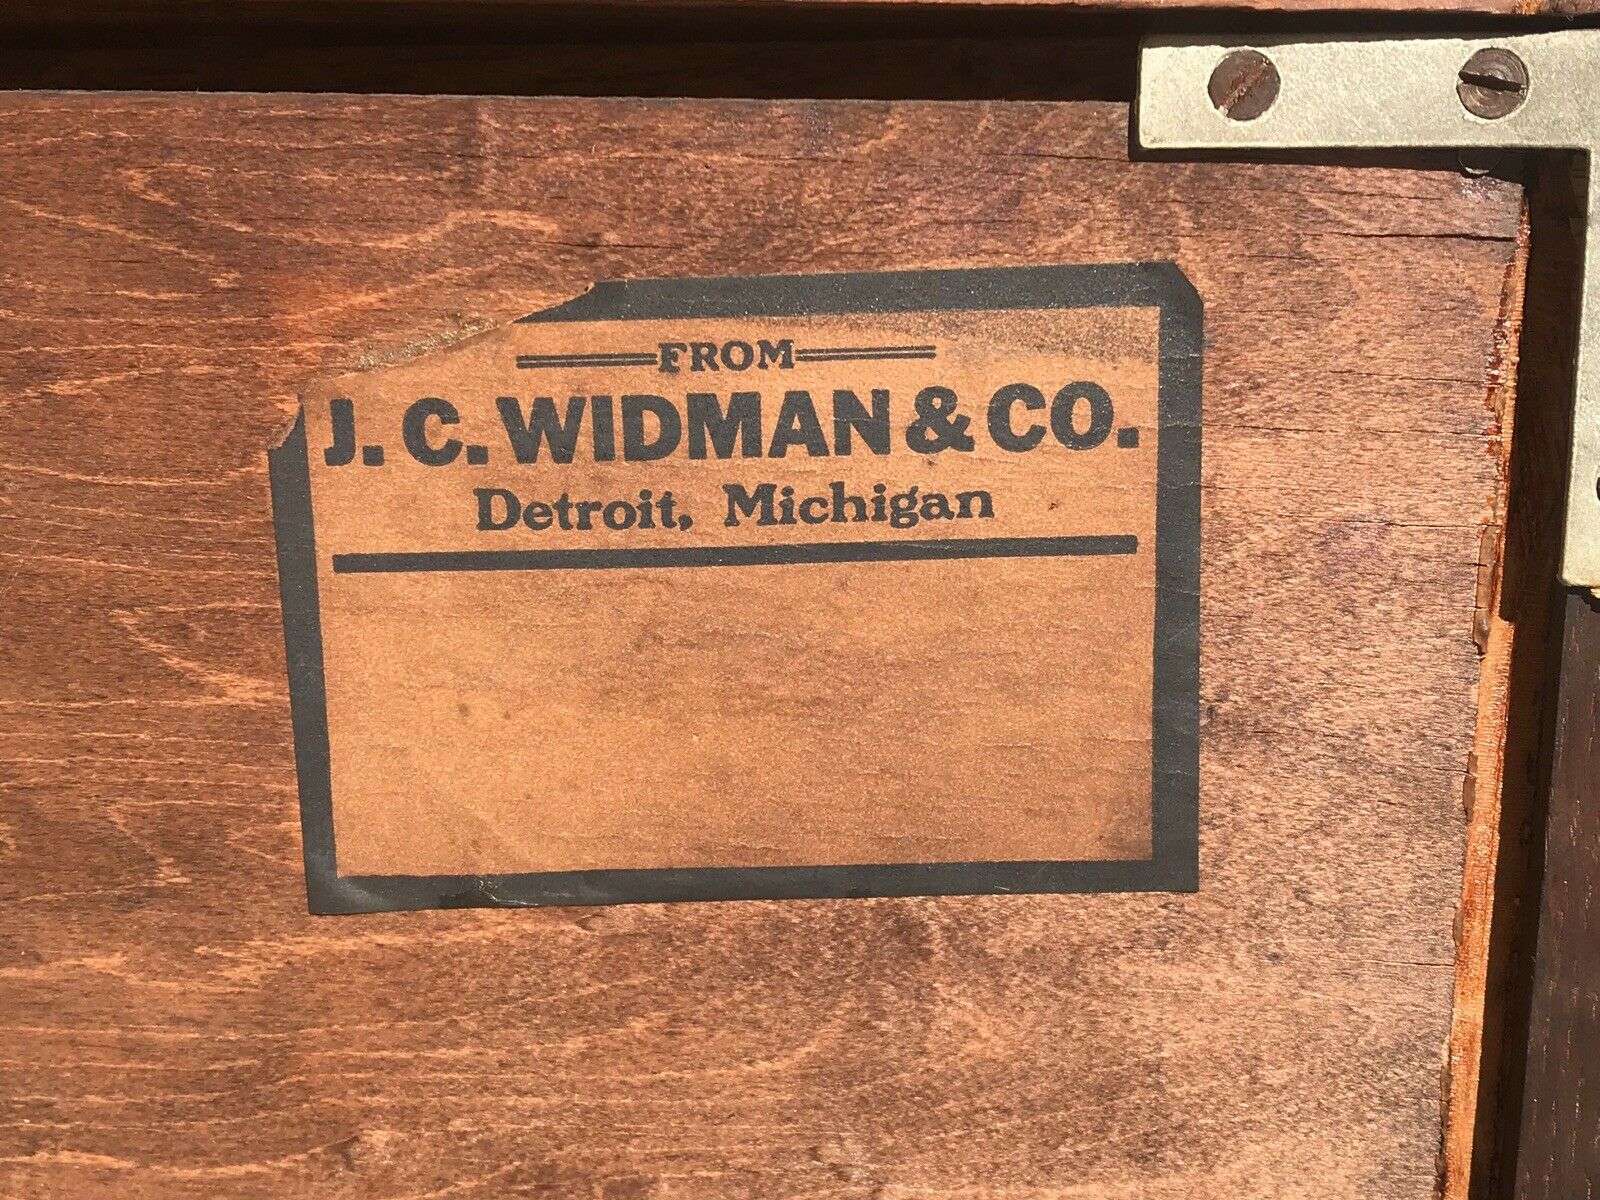 FROM
J. C. WIDMAN & CO.
Detroit, Michigan